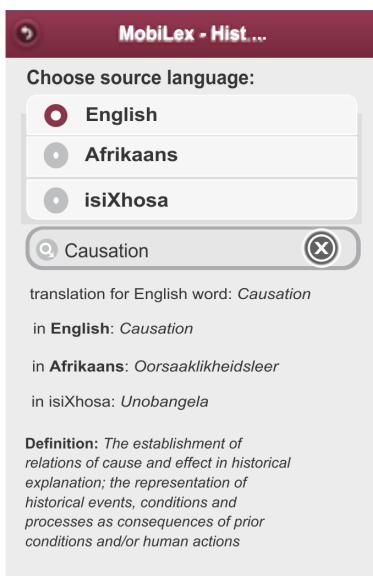 MobiLex - Hist....
Choose source language:
English
Afrikaans
isiXhosa
Causation
translation for English word: Causation
in English: Causation
in Afrikaans: Oorsaaklikheidsleer
in isiXhosa: Unobangela
Definition: The establishment of
relations of cause and effect in historical
explanation; the representation of
historical events, conditions and
processes as consequences of prior
conditions and/or human actions